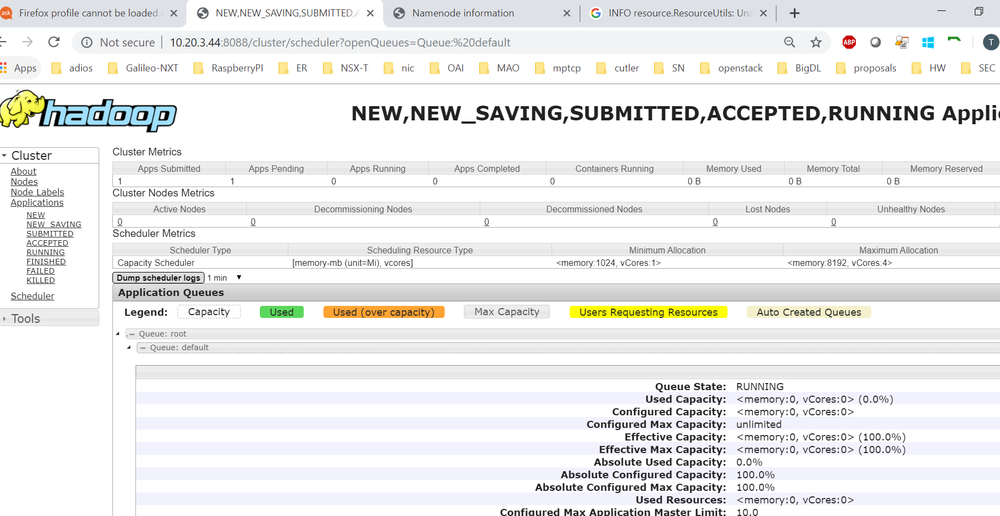 ask Firefox profile cannot be loaded a
NEW,NEW_SAVING,SUBMITTED,A
Namenode information
INFO resource.ResourceUtils: Una
Not secure 10.20.3.44:8088/cluster/scheduler?openQueues=Queue:%20default
ABP
T
Apps adios Galileo-NXT RaspberryPI ER NSX-T nic OAI MAO mptcp cutler SN openstack BigDL proposals HW SEC
hadoop
NEW,NEW_SAVING,SUBMITTED,ACCEPTED,RUNNING Appli
Cluster
About
Nodes
Node Labels
Applications
NEW
NEW_SAVING
SUBMITTED
ACCEPTED
RUNNING
FINISHED
FAILED
KILLED
Scheduler
Tools
Cluster Metrics
Apps Submitted Apps Pending Apps Running Apps Completed Containers Running Memory Used Memory Total Memory Reserved
1 1 0 0 0 0 B 0 B 0 B
Cluster Nodes Metrics
Active Nodes Decommissioning Nodes Decommissioned Nodes Lost Nodes Unhealthy Nodes
0 0 0 0 0
Scheduler Metrics
Scheduler Type Scheduling Resource Type Minimum Allocation Maximum Allocation
Capacity Scheduler [memory-mb (unit=Mi), vcores] <memory:1024, vCores:1> <memory:8192, vCores:4>
Dump scheduler logs 1 min
Application Queues
Legend: Capacity Used Used (over capacity) Max Capacity Users Requesting Resources Auto Created Queues
Queue: root
Queue: default
Queue State: RUNNING
Used Capacity: <memory:0, vCores:0> (0.0%)
Configured Capacity: <memory:0, vCores:0>
Configured Max Capacity: unlimited
Effective Capacity: <memory:0, vCores:0> (100.0%)
Effective Max Capacity: <memory:0, vCores:0> (100.0%)
Absolute Used Capacity: 0.0%
Absolute Configured Capacity: 100.0%
Absolute Configured Max Capacity: 100.0%
Used Resources: <memory:0, vCores:0>
Configured Max Application Master Limit: 10.0